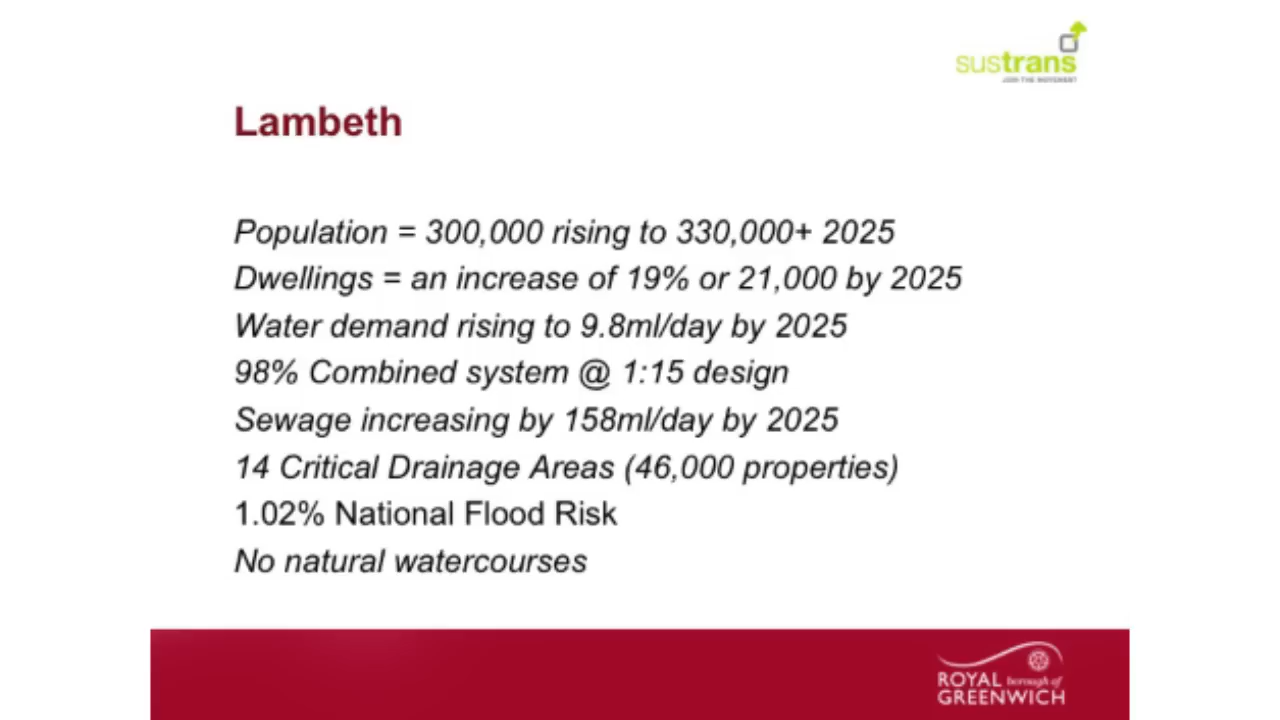 sustrans
JOIN THE MOVEMENT
Lambeth
Population = 300,000 rising to 330,000+ 2025
Dwellings = an increase of 19% or 21,000 by 2025
Water demand rising to 9.8ml/day by 2025
98% Combined system @ 1:15 design
Sewage increasing by 158ml/day by 2025
14 Critical Drainage Areas (46,000 properties)
1.02% National Flood Risk
No natural watercourses
ROYAL borough of
GREENWICH